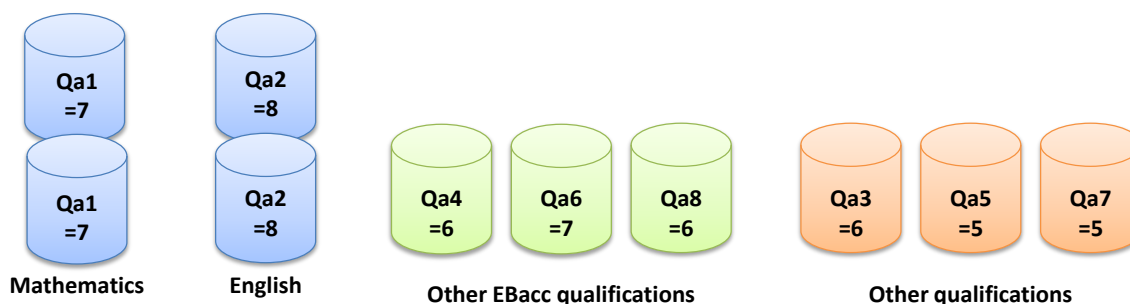 Qa1
=7
Qa2
=8
Qa1
=7
Qa2
=8
Qa4
=6
Qa6
=7
Qa8
=6
Qa3
=6
Qa5
=5
Qa7
=5
Mathematics
English
Other EBacc qualifications
Other qualifications